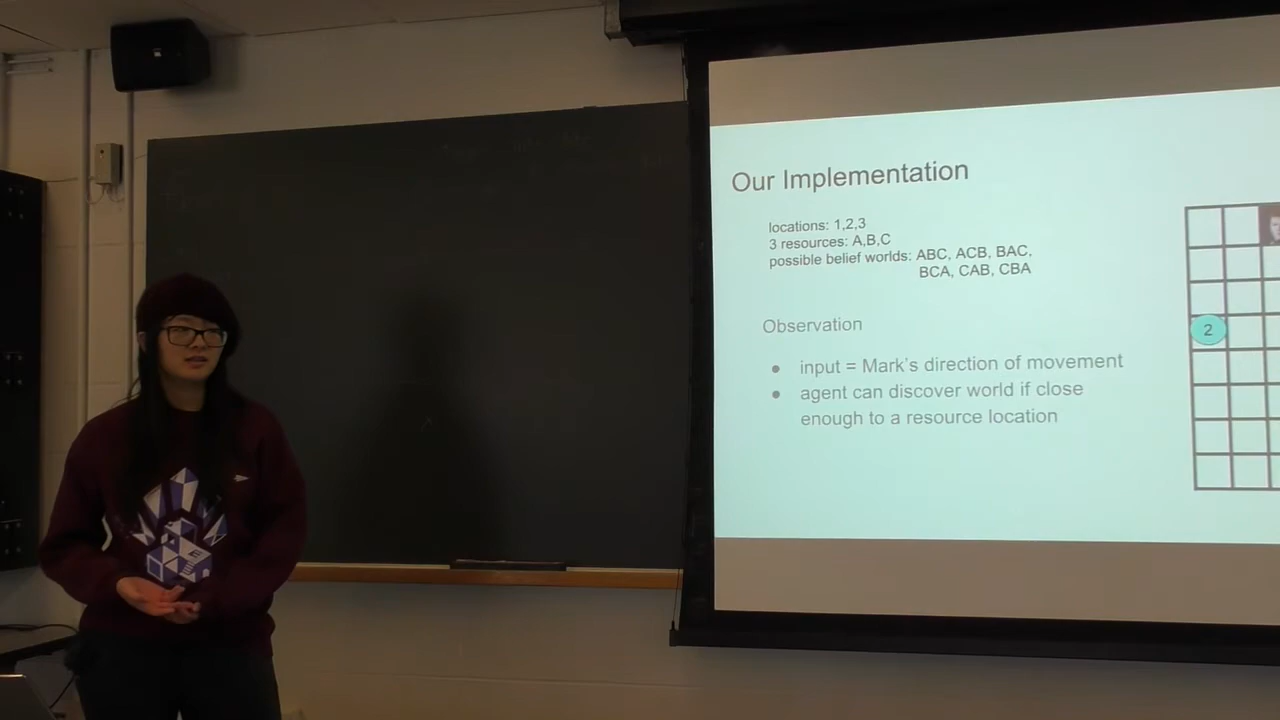 Our Implementation
locations: 1,2,3
3 resources: A,B,C
possible belief worlds: ABC, ACB, BAC,
BCA, CAB, CBA
Observation
● input = Mark's direction of movement
● agent can discover world if close
enough to a resource location
2